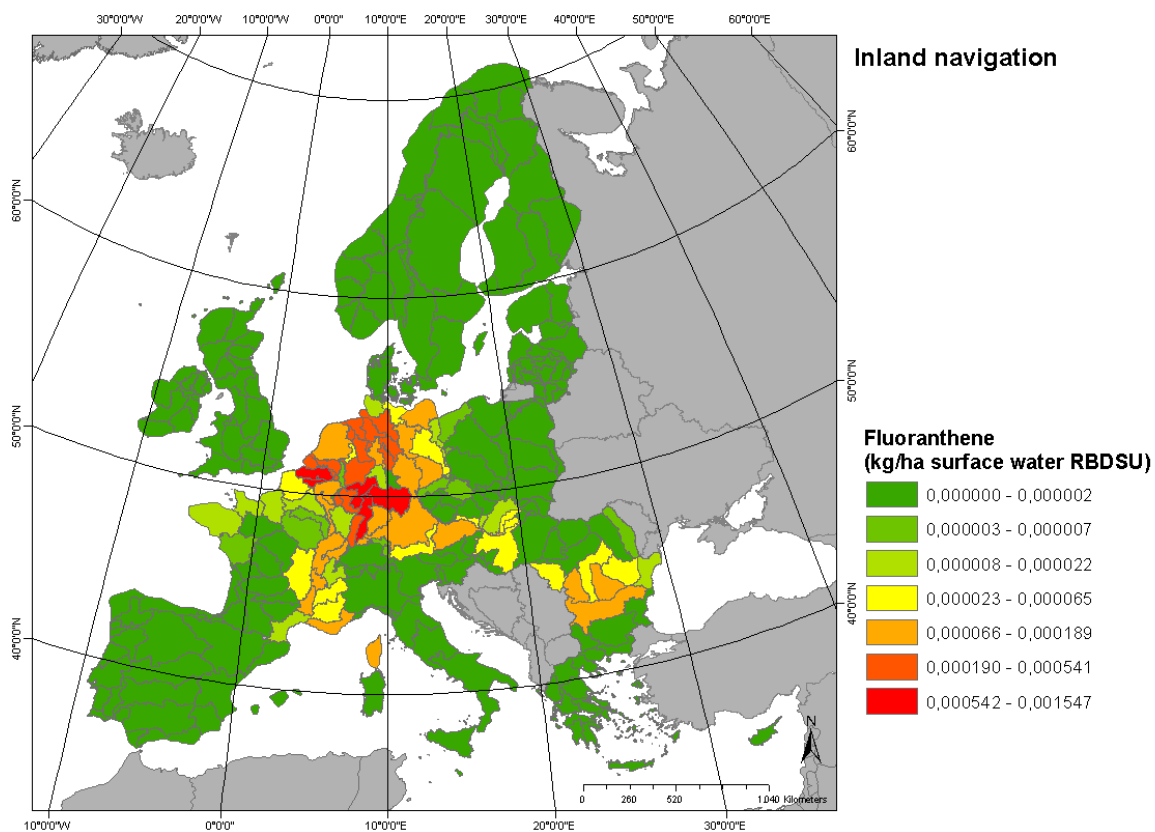 30°0'0"W 20°0'0"W 10°0'0"W 0°0'0" 10°0'0"E 20°0'0"E 30°0'0"E 40°0'0"E 50°0'0"E 60°0'0"E
Inland navigation
60°0'0"N
60°0'0"N
50°0'0"N
50°0'0"N
40°0'0"N
40°0'0"N
Fluoranthene
(kg/ha surface water RBDSU)
0,000000 - 0,000002
0,000003 - 0,000007
0,000008 - 0,000022
0,000023 - 0,000065
0,000066 - 0,000189
0,000190 - 0,000541
0,000542 - 0,001547
N
0 260 520 1.040 Kilometers
10°0'0"W 0°0'0" 10°0'0"E 20°0'0"E 30°0'0"E